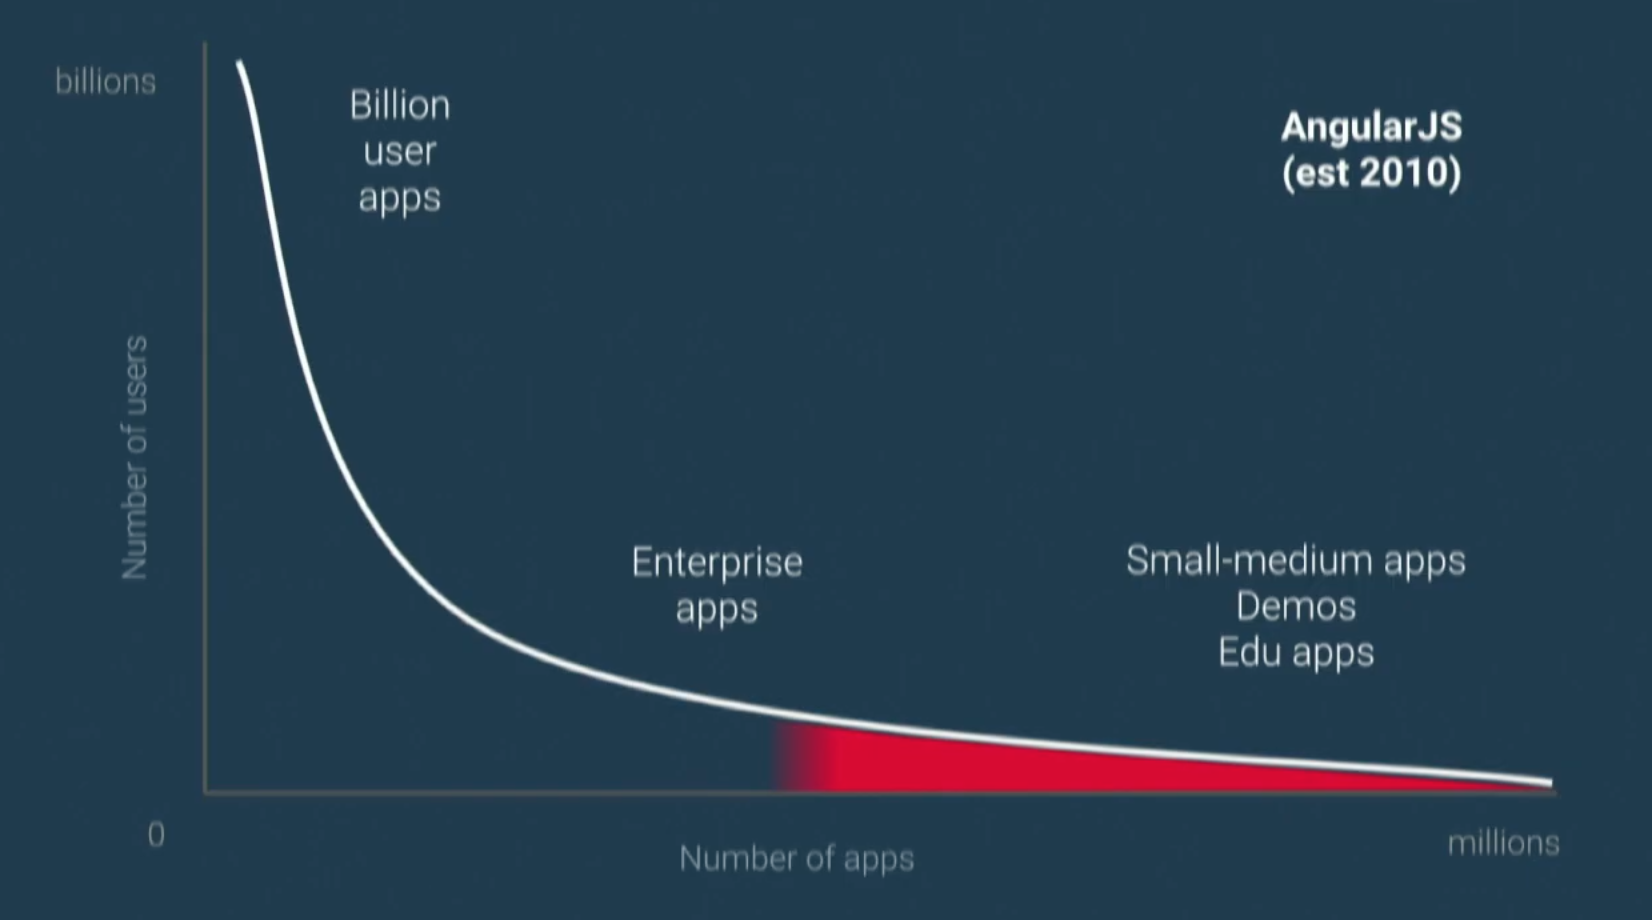 billions
Billion
user
apps
AngularJS
(est 2010)
Number of users
Enterprise
apps
Small-medium apps
Demos
Edu apps
0
Number of apps
millions